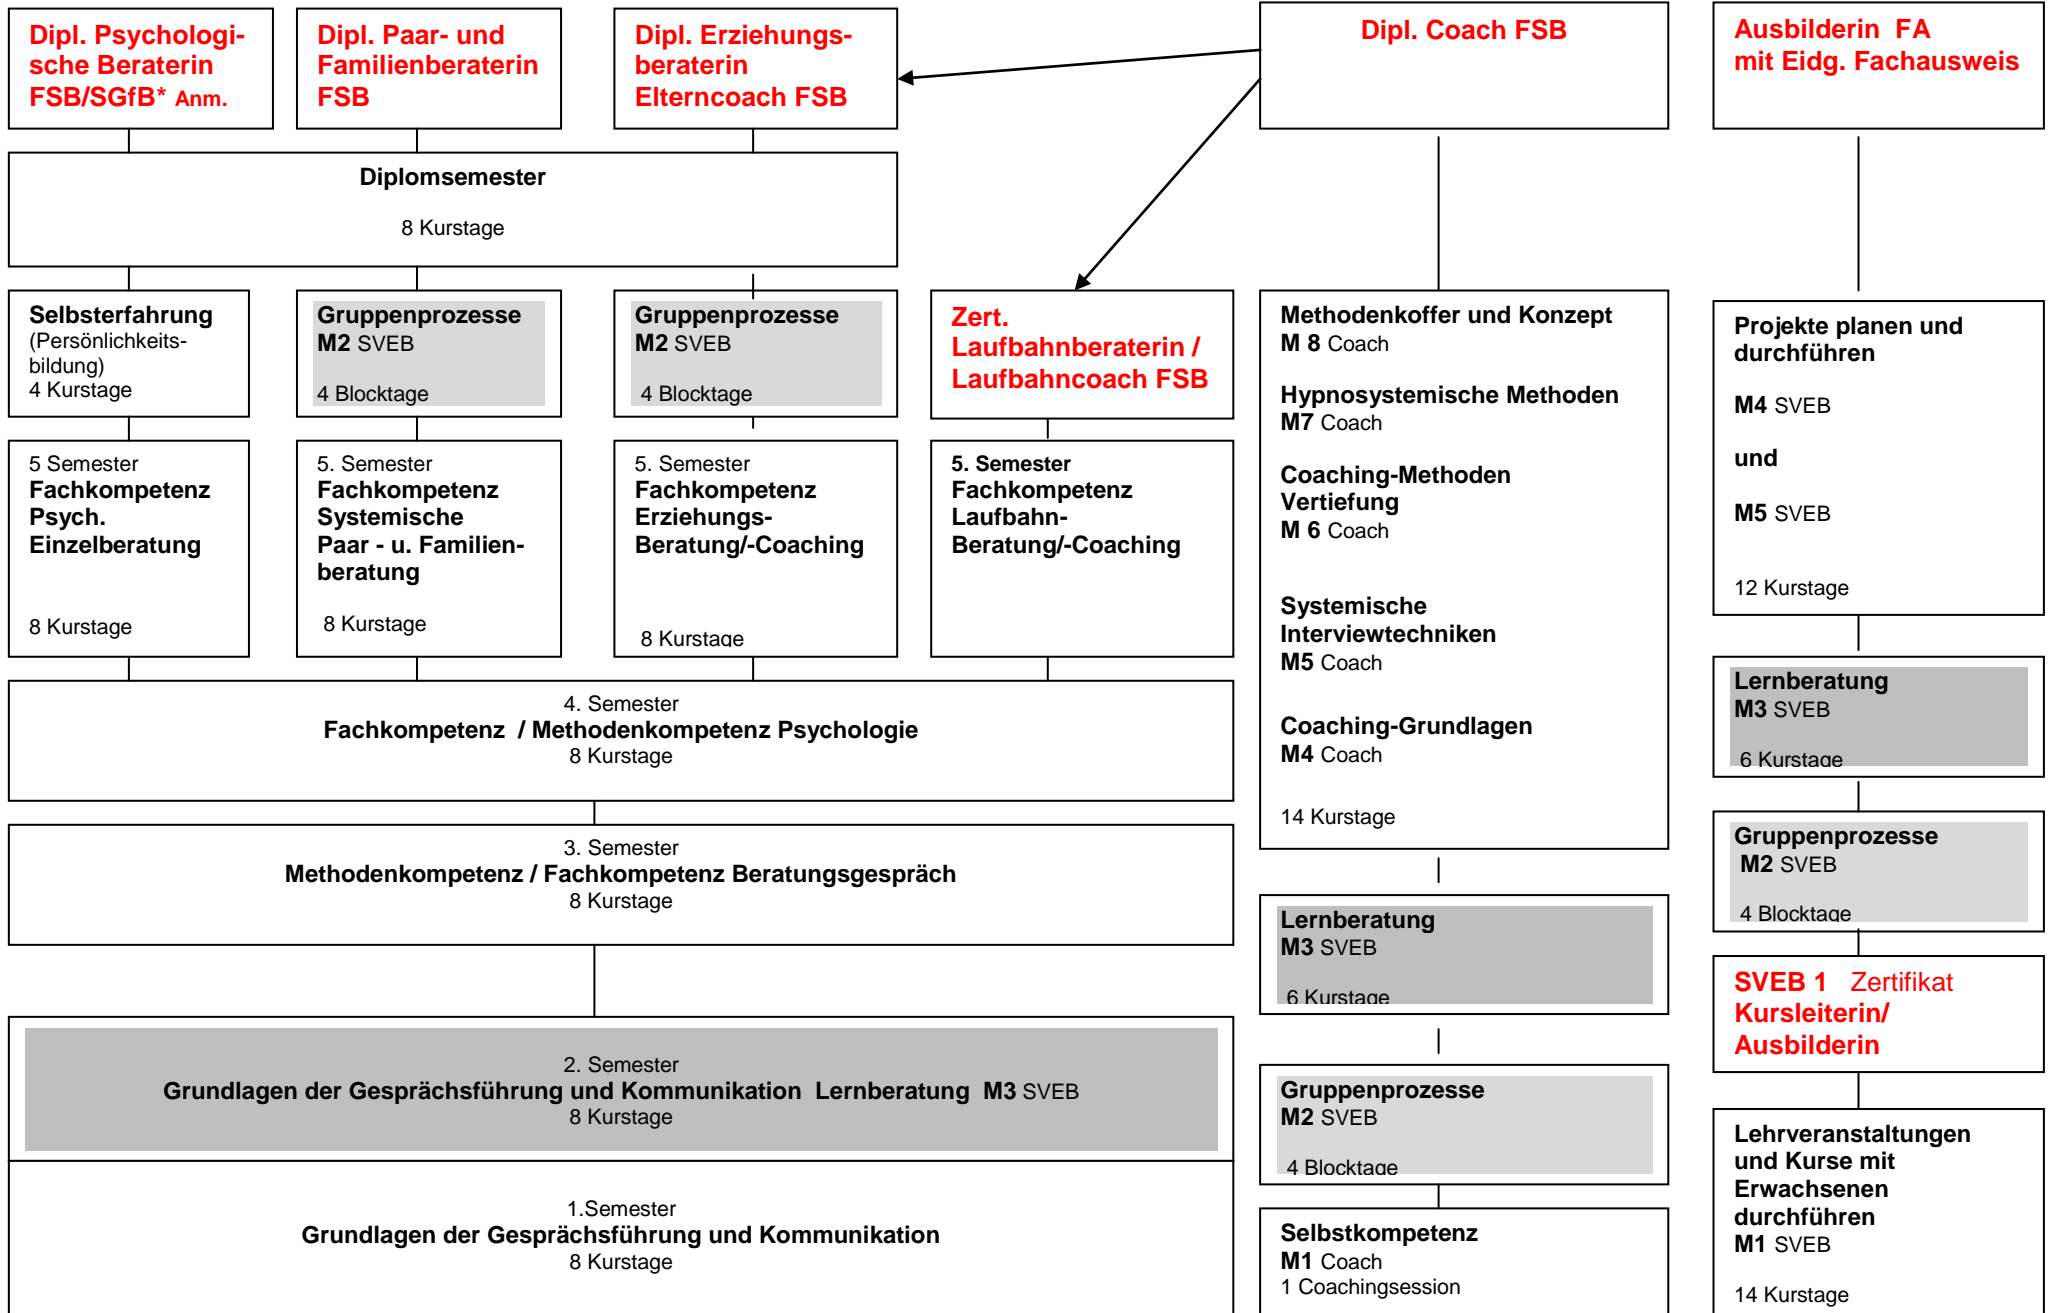 Dipl. Psychologi-
sche Beraterin
FSB/SGfB* Anm.
Dipl. Paar- und
Familienberaterin
FSB
Dipl. Erziehungs-
beraterin
Elterncoach FSB
Dipl. Coach FSB
Ausbilderin FA
mit Eidg. Fachausweis
Diplomsemester
8 Kurstage
Selbsterfahrung
(Persönlichkeits-
bildung)
4 Kurstage
Gruppenprozesse
M2 SVEB
4 Blocktage
Gruppenprozesse
M2 SVEB
4 Blocktage
Zert.
Laufbahnberaterin /
Laufbahncoach FSB
5 Semester
Fachkompetenz
Psych.
Einzelberatung
8 Kurstage
5. Semester
Fachkompetenz
Systemische
Paar - u. Familien-
beratung
8 Kurstage
5. Semester
Fachkompetenz
Erziehungs-
Beratung/-Coaching
8 Kurstage
5. Semester
Fachkompetenz
Laufbahn-
Beratung/-Coaching
4. Semester
Fachkompetenz / Methodenkompetenz Psychologie
8 Kurstage
3. Semester
Methodenkompetenz / Fachkompetenz Beratungsgespräch
8 Kurstage
2. Semester
Grundlagen der Gesprächsführung und Kommunikation Lernberatung M3 SVEB
8 Kurstage
1.Semester
Grundlagen der Gesprächsführung und Kommunikation
8 Kurstage
Methodenkoffer und Konzept
M 8 Coach
Hypnosystemische Methoden
M7 Coach
Coaching-Methoden
Vertiefung
M 6 Coach
Systemische
Interviewtechniken
M5 Coach
Coaching-Grundlagen
M4 Coach
14 Kurstage
Lernberatung
M3 SVEB
6 Kurstage
Gruppenprozesse
M2 SVEB
4 Blocktage
Selbstkompetenz
M1 Coach
1 Coachingsession
Projekte planen und
durchführen
M4 SVEB
und
M5 SVEB
12 Kurstage
Lernberatung
M3 SVEB
6 Kurstage
Gruppenprozesse
M2 SVEB
4 Blocktage
SVEB 1 Zertifikat
Kursleiterin/
Ausbilderin
Lehrveranstaltungen
und Kurse mit
Erwachsenen
durchführen
M1 SVEB
14 Kurstage